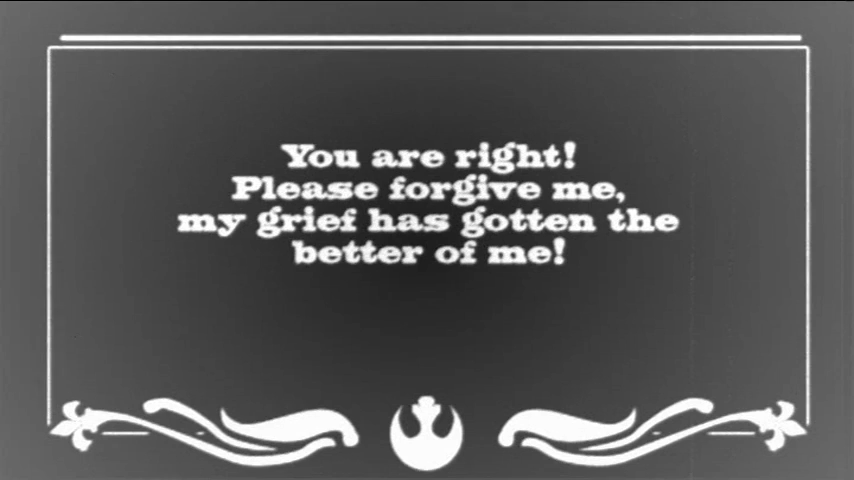 You are right!
Please forgive me,
my grief has gotten the
better of me!